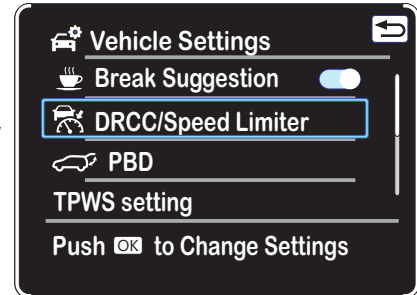 Vehicle Settings
Break Suggestion
DRCC/Speed Limiter
PBD
TPWS setting
Push OK to Change Settings